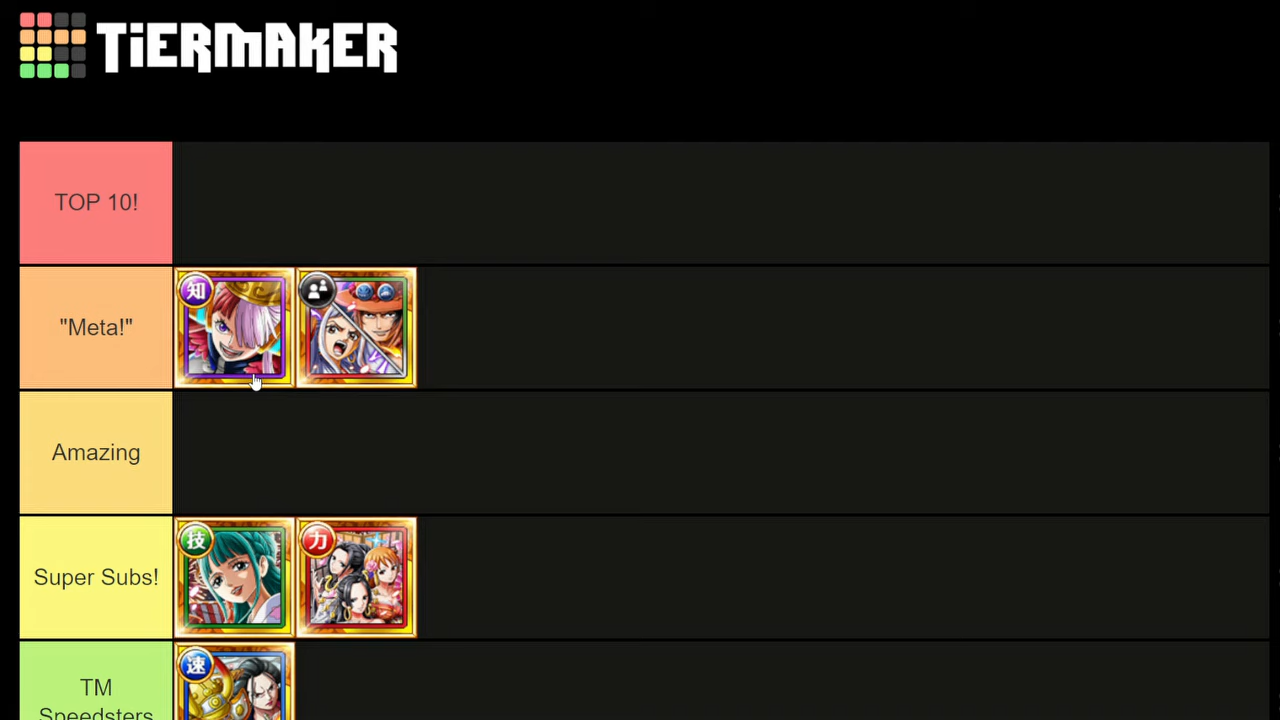 TiERMAKER
TOP 10!
"Meta!"
知
Amazing
Super Subs!
技
力
TM
Speedsters
速